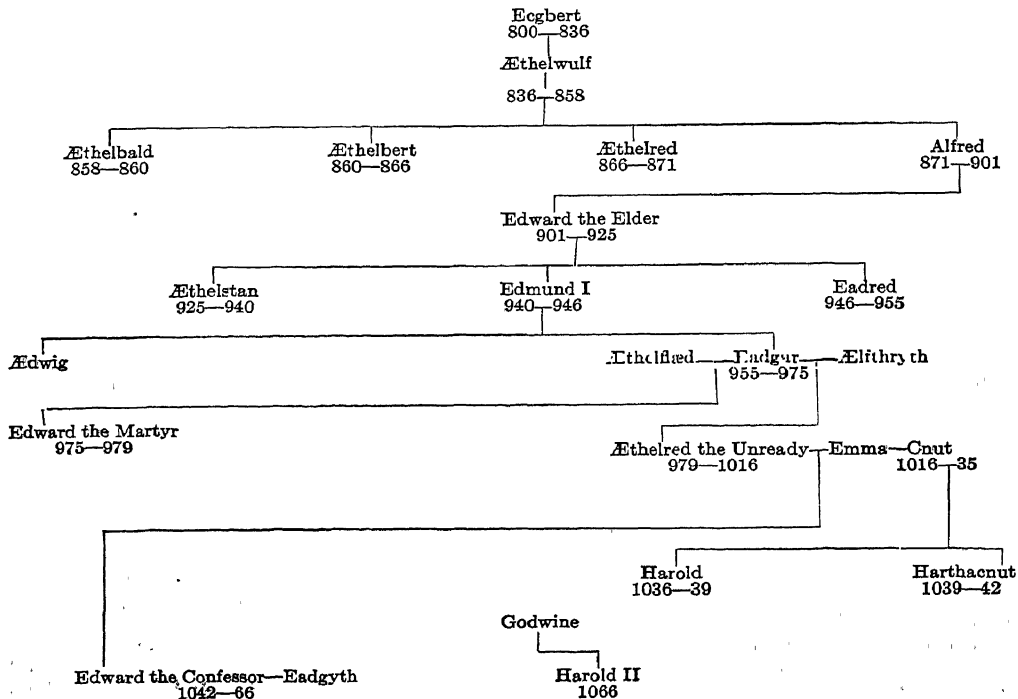 Ecgbert
800—836
Æthelwulf
836—858
Æthelbald Æthelbert Æthelred Alfred
858—860 860—866 866—871 871—901
Edward the Elder
901—925
Æthelstan Edmund I Eadred
925—940 940—946 946—955
Ædwig Æthelflæd—Eadgar—Ælfthryth
955—975
Edward the Martyr
975—979
Æthelred the Unready—Emma—Cnut
979—1016 1016—35
Harold Harthacnut
1036—39 1039—42
Godwine
Edward the Confessor—Eadgyth Harold II
1042—66 1066